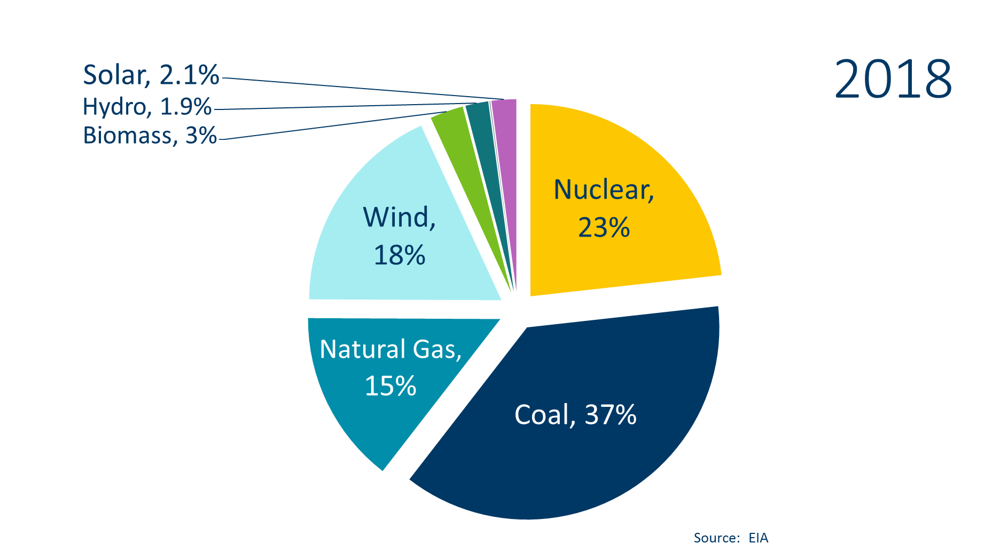 2018
Solar, 2.1%
Hydro, 1.9%
Biomass, 3%
Nuclear,
23%
Wind,
18%
Natural Gas,
15%
Coal, 37%
Source: EIA